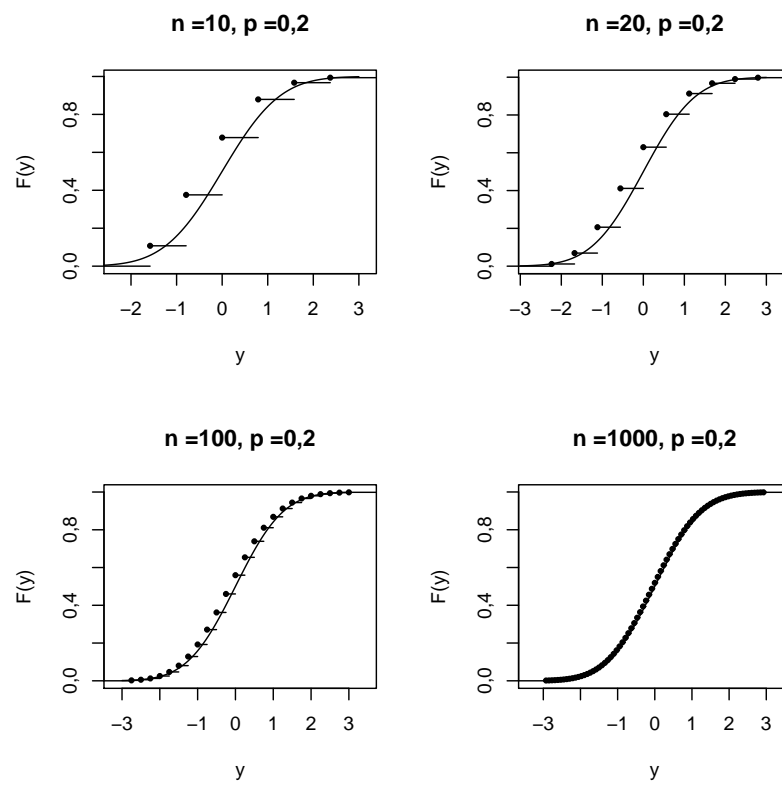 n =10, p =0,2
F(y)
0,0 0,4 0,8
−2 −1 0 1 2 3
y
n =20, p =0,2
F(y)
0,0 0,4 0,8
−3 −2 −1 0 1 2 3
y
n =100, p =0,2
F(y)
0,0 0,4 0,8
−3 −2 −1 0 1 2 3
y
n =1000, p =0,2
F(y)
0,0 0,4 0,8
−3 −1 0 1 2 3
y